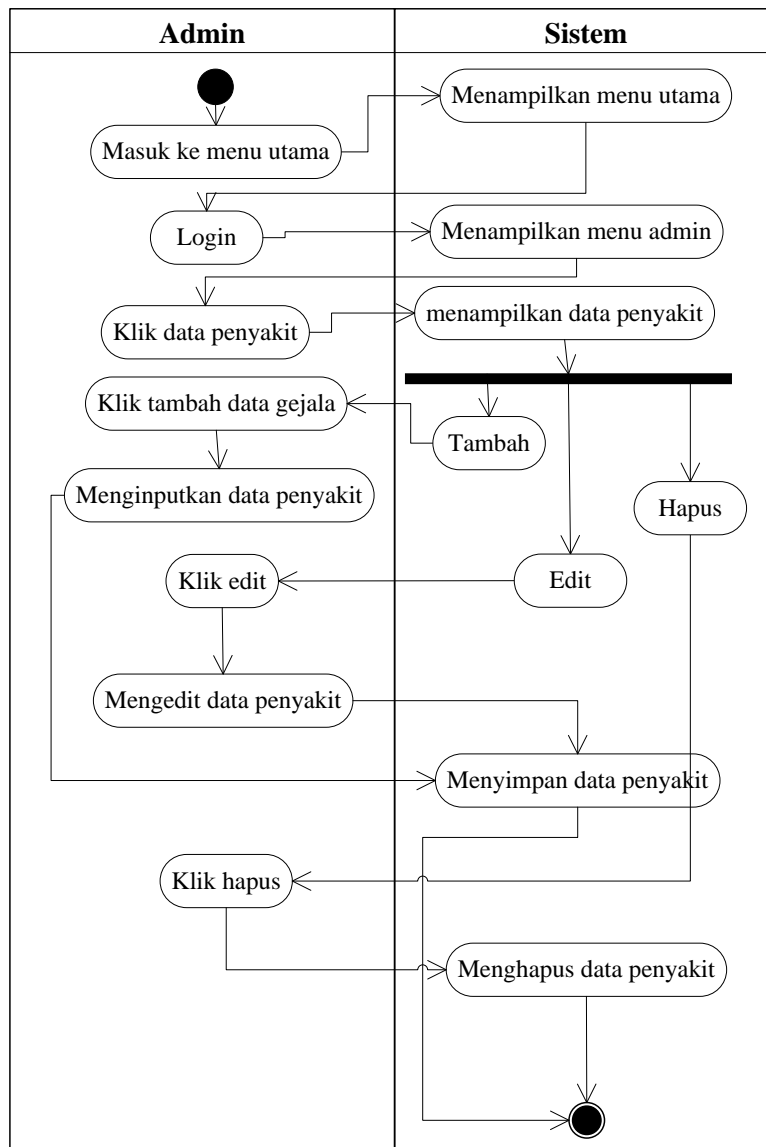 Admin
Sistem
Menampilkan menu utama
Masuk ke menu utama
Login
Menampilkan menu admin
Klik data penyakit
menampilkan data penyakit
Klik tambah data gejala
Tambah
Menginputkan data penyakit
Hapus
Klik edit
Edit
Mengedit data penyakit
Menyimpan data penyakit
Klik hapus
Menghapus data penyakit